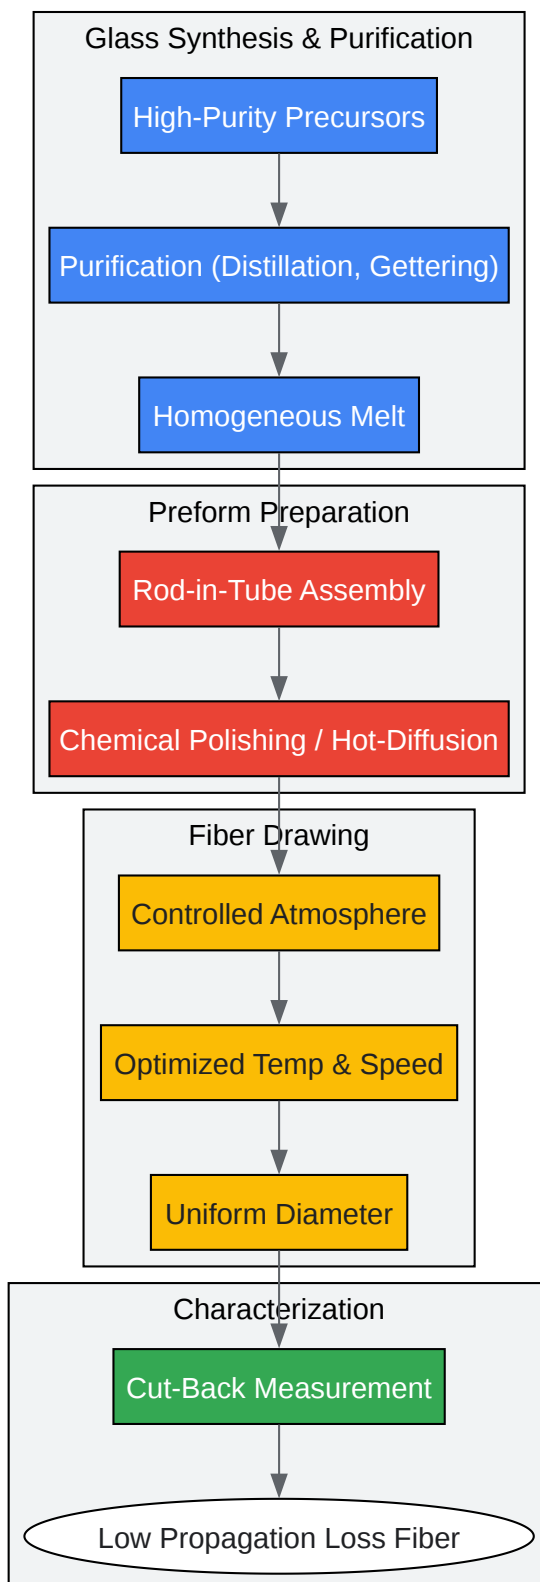 Glass Synthesis & Purification
High-Purity Precursors
Purification (Distillation, Gettering)
Homogeneous Melt
Preform Preparation
Rod-in-Tube Assembly
Chemical Polishing / Hot-Diffusion
Fiber Drawing
Controlled Atmosphere
Optimized Temp & Speed
Uniform Diameter
Characterization
Cut-Back Measurement
Low Propagation Loss Fiber